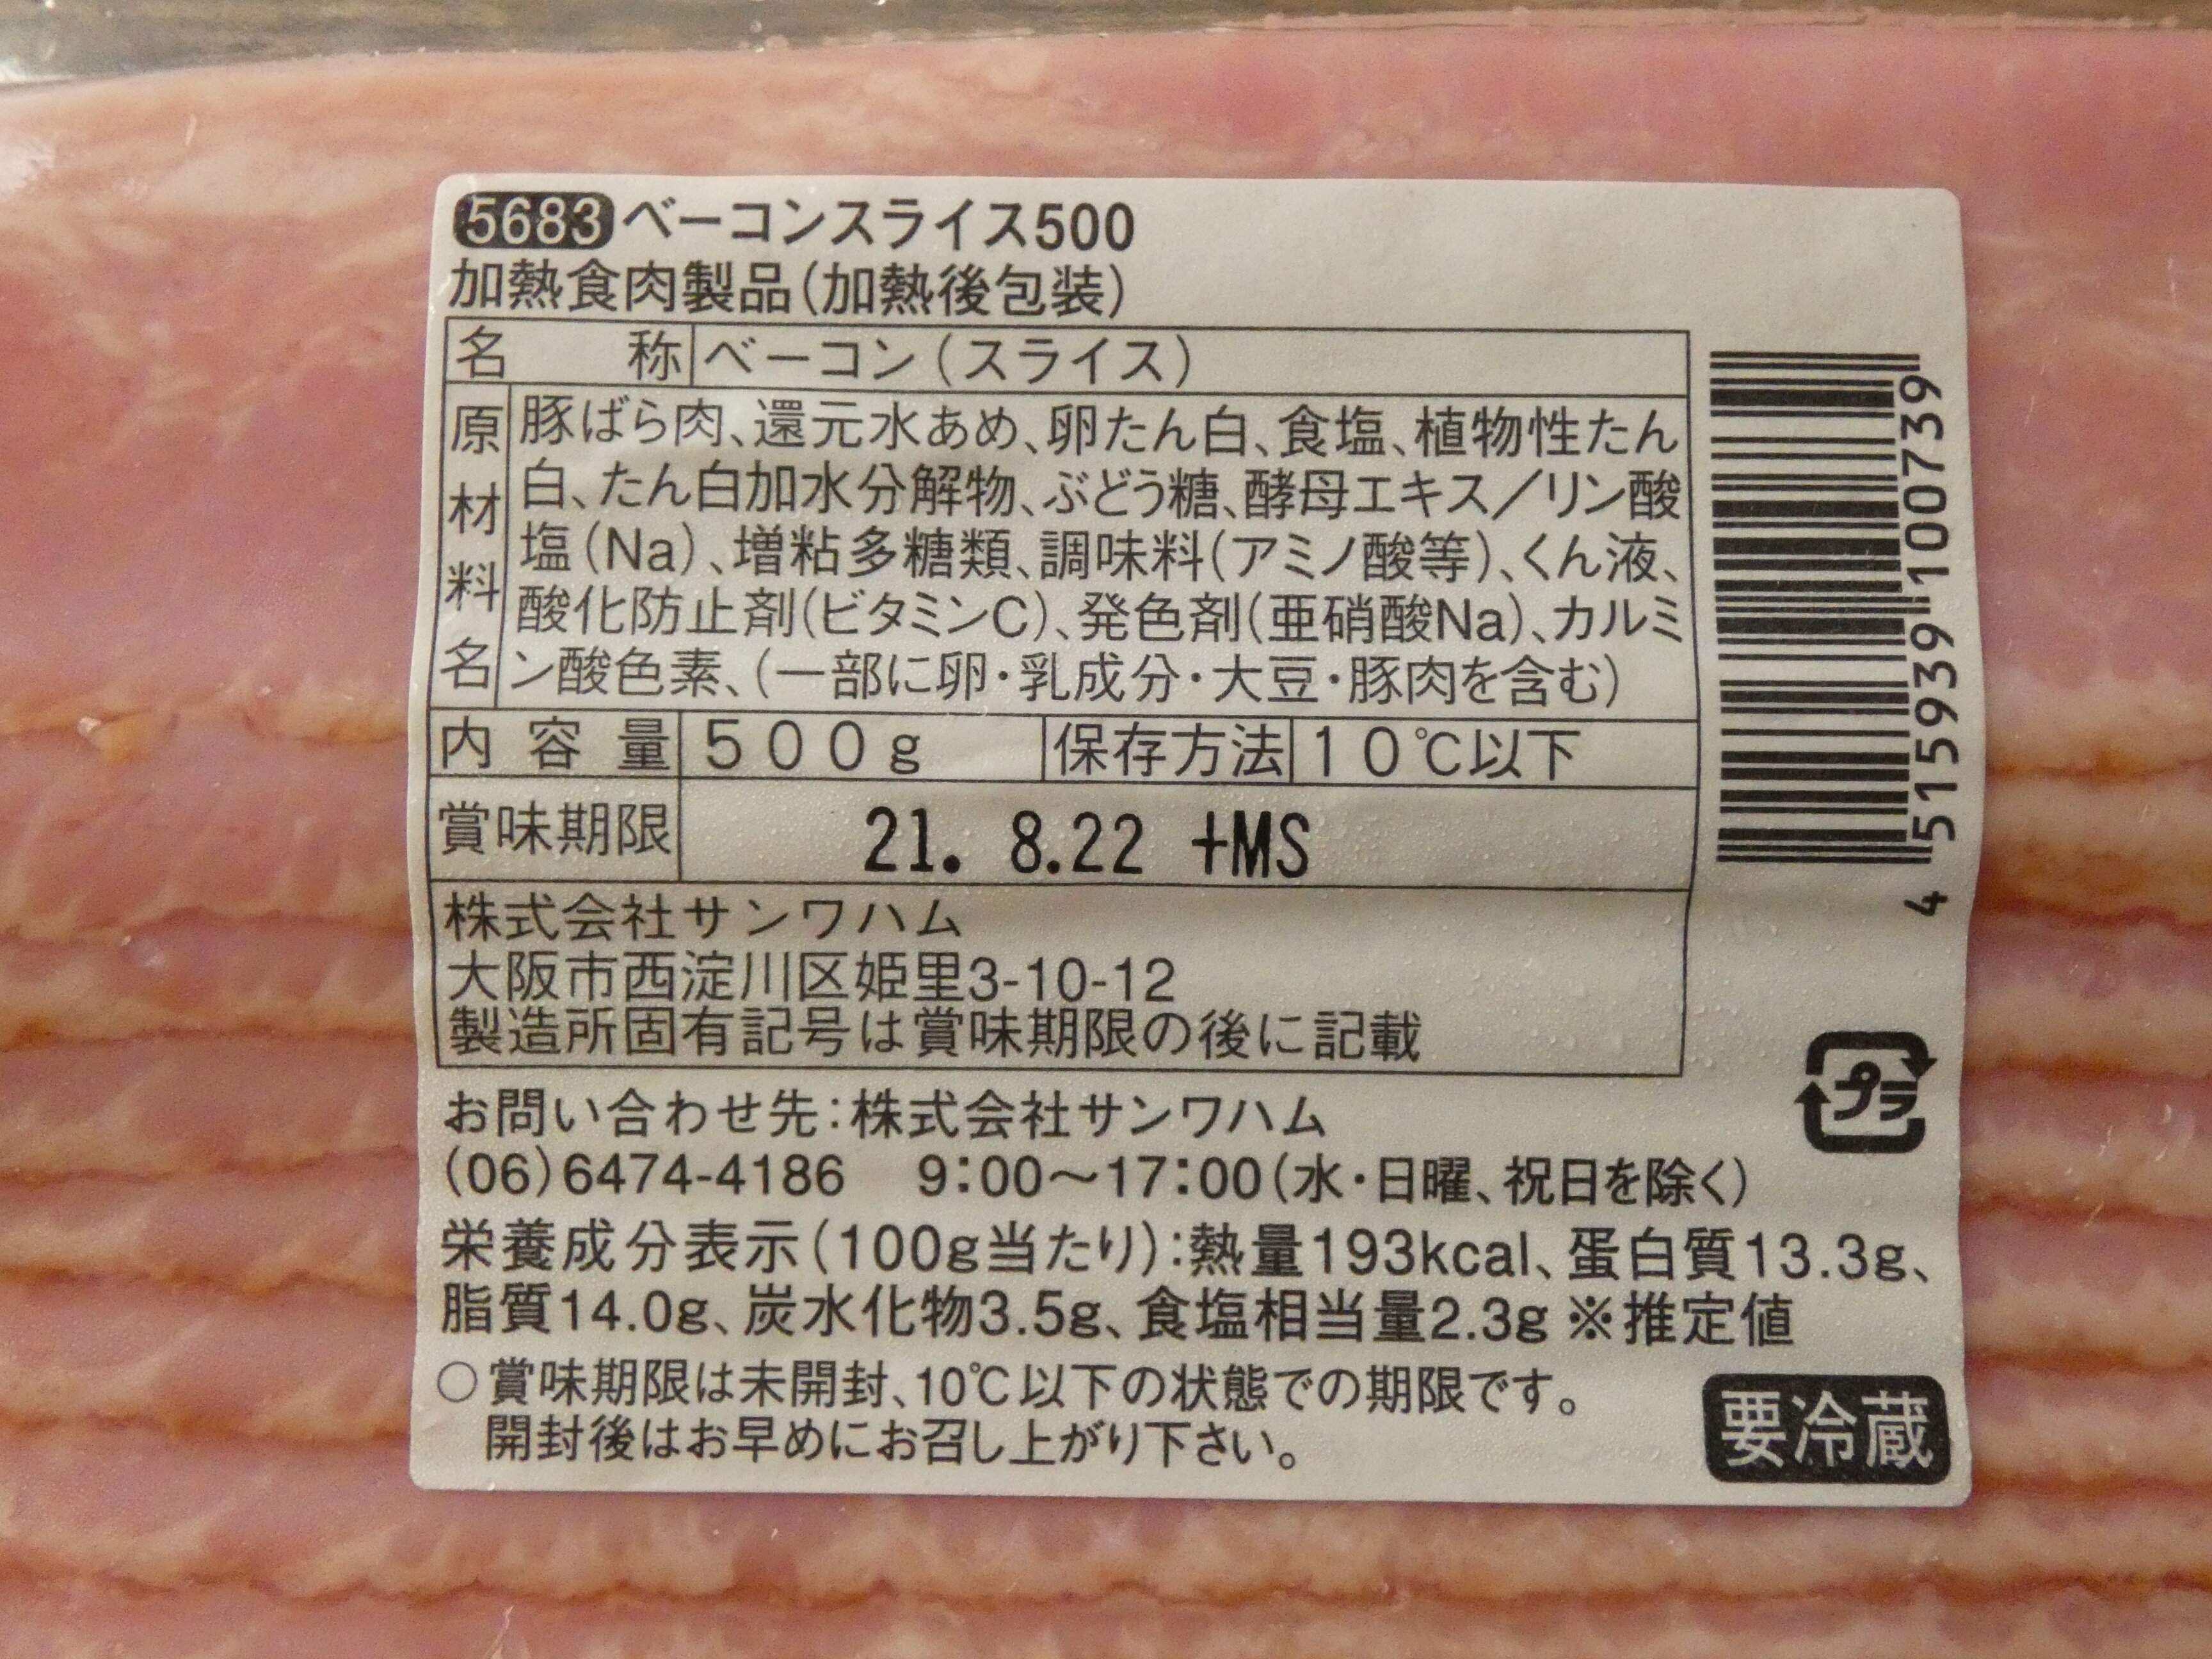 5683 ベーコンスライス500
加熱食肉製品(加熱後包装)
名称 ベーコン(スライス)
原材料名 豚ばら肉、還元水あめ、卵たん白、食塩、植物性たん
白、たん白加水分解物、ぶどう糖、酵母エキス/リン酸
塩(Na)、増粘多糖類、調味料(アミノ酸等)、くん液、
酸化防止剤(ビタミンC)、発色剤(亜硝酸Na)、カルミ
ン酸色素、(一部に卵・乳成分・大豆・豚肉を含む)
内容量 500g 保存方法 10℃以下
賞味期限 21. 8.22 +MS
株式会社サンワハム
大阪市西淀川区姫里3-10-12
製造所固有記号は賞味期限の後に記載
お問い合わせ先:株式会社サンワハム
(06)6474-4186 9:00〜17:00(水・日曜、祝日を除く)
栄養成分表示(100g当たり):熱量193kcal、蛋白質13.3g、
脂質14.0g、炭水化物3.5g、食塩相当量2.3g ※推定値
○賞味期限は未開封、10℃以下の状態での期限です。
開封後はお早めにお召し上がり下さい。
4 515939 100739
プラ
要冷蔵